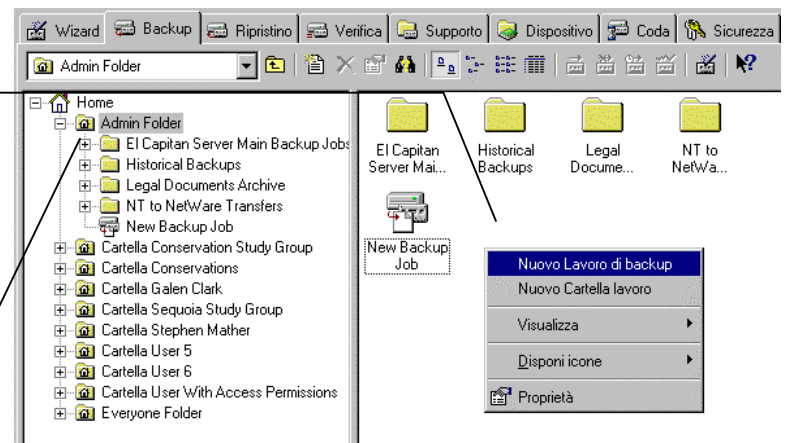 Wizard Backup Ripristino Verifica Supporto Dispositivo Coda Sicurezza
Admin Folder
Home
Admin Folder
El Capitan Server Main Backup Jobs
Historical Backups
Legal Documents Archive
NT to NetWare Transfers
New Backup Job
Cartella Conservation Study Group
Cartella Conservations
Cartella Galen Clark
Cartella Sequoia Study Group
Cartella Stephen Mather
Cartella User 5
Cartella User 6
Cartella User With Access Permissions
Everyone Folder
El Capitan
Server Mai...
Historical
Backups
Legal
Docume...
NT to
NetWa...
New Backup
Job
Nuovo Lavoro di backup
Nuovo Cartella lavoro
Visualizza
Disponi icone
Proprietà